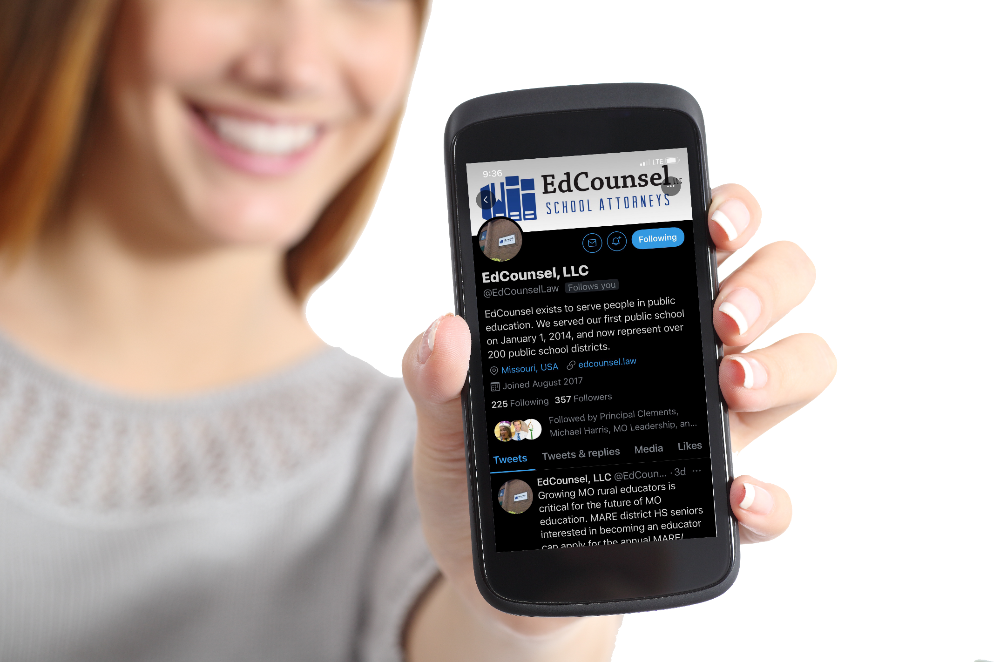 9:36 LTE
EdCounsel LLC
SCHOOL ATTORNEYS
Following
EdCounsel, LLC
@EdCounselLaw Follows you
EdCounsel exists to serve people in public
education. We served our first public school
on January 1, 2014, and now represent over
200 public school districts.
Missouri, USA edcounsel.law
Joined August 2017
225 Following 357 Followers
Followed by Principal Clements,
Michael Harris, MO Leadership, an...
Tweets Tweets & replies Media Likes
EdCounsel, LLC @EdCoun... · 3d ...
Growing MO rural educators is
critical for the future of MO
education. MARE district HS seniors
interested in becoming an educator
can apply for the annual MARE/